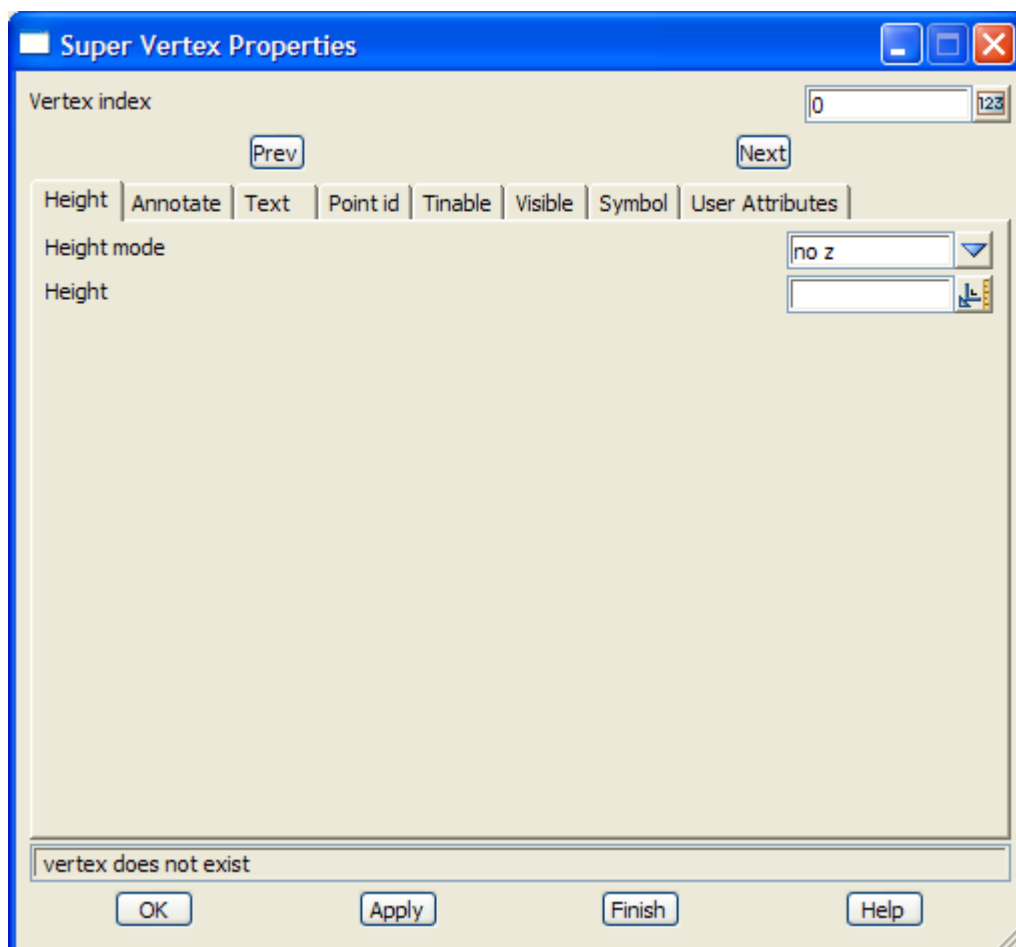 Super Vertex Properties
Vertex index 0 123
Prev Next
Height Annotate Text Point id Tinable Visible Symbol User Attributes
Height mode no z
Height
vertex does not exist
OK Apply Finish Help